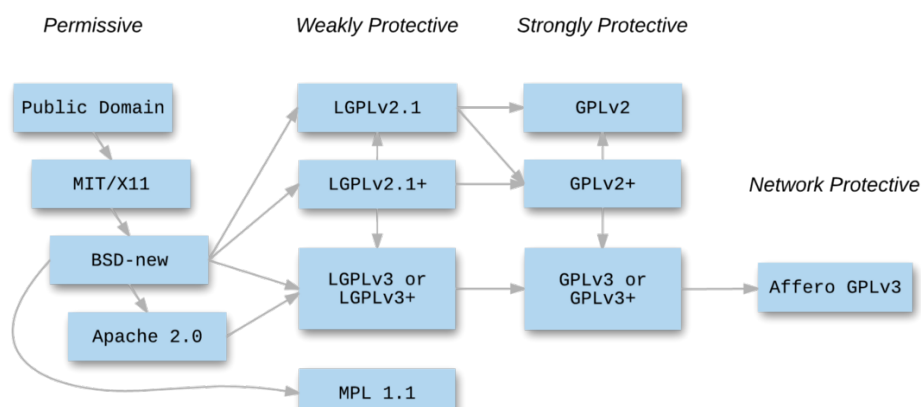 Permissive
Weakly Protective
Strongly Protective
Public Domain
LGPLv2.1
GPLv2
MIT/X11
LGPLv2.1+
GPLv2+
Network Protective
BSD-new
LGPLv3 or
LGPLv3+
GPLv3 or
GPLv3+
Affero GPLv3
Apache 2.0
MPL 1.1